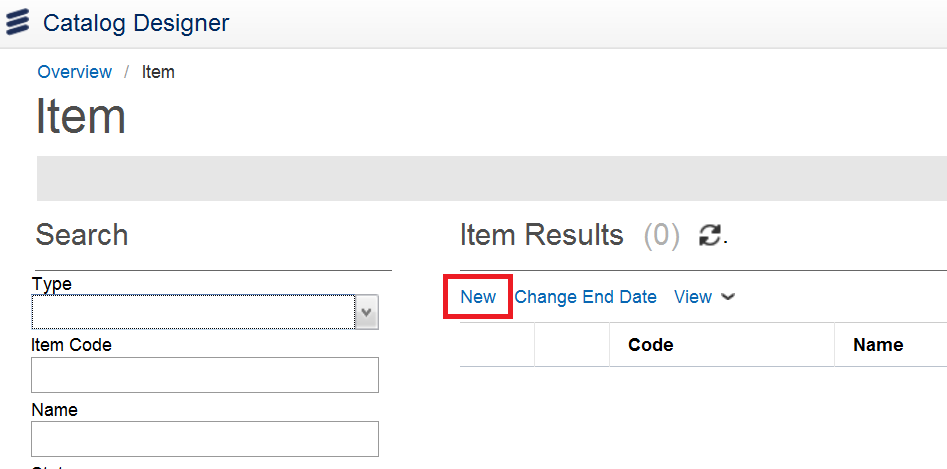 Catalog Designer
Overview / Item
Item
Search
Item Results (0) .
Type
New Change End Date View
Item Code
Code Name
Name